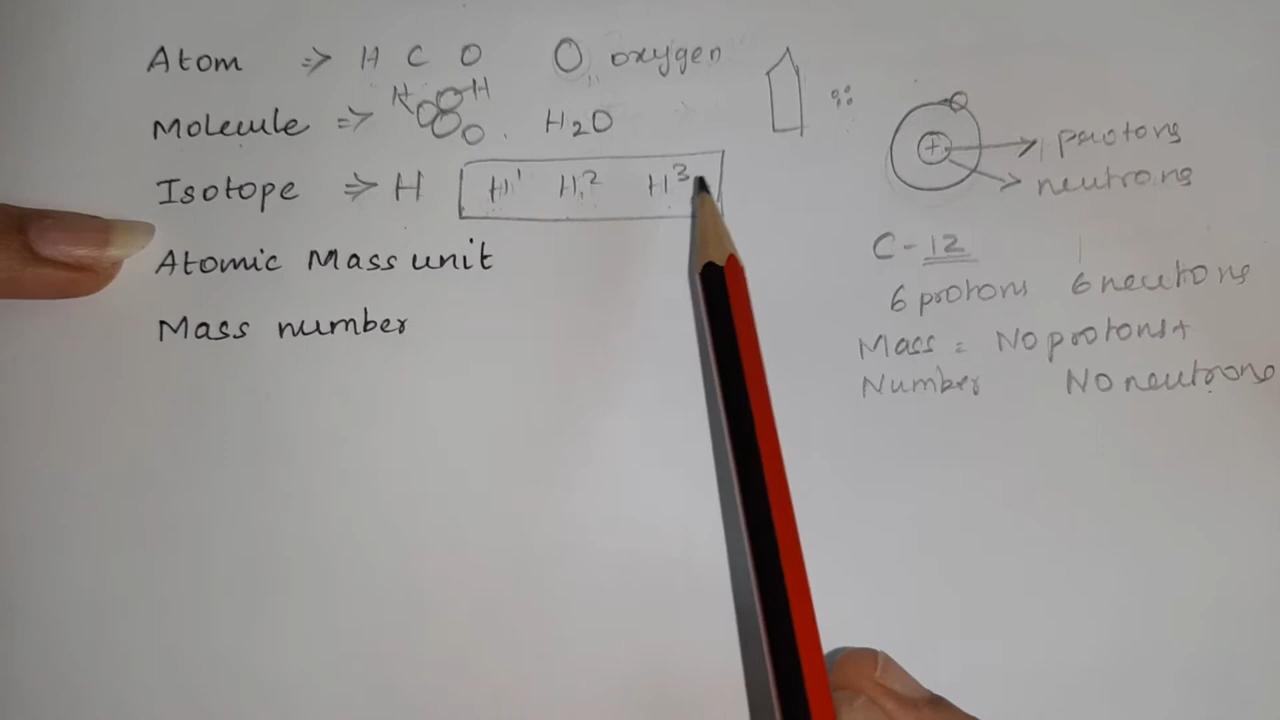 Atom => H C O O oxygen
Molecule => H H H2O
Isotope => H H1 H2 H3
Atomic Mass unit
Mass number
+ protons
neutrons
C-12
6 protons 6 neutrons
Mass = No protons +
Number No neutrons